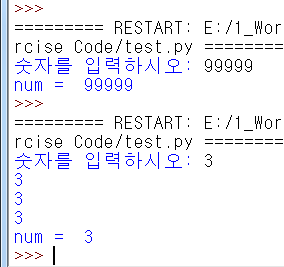 >>>
========= RESTART: E:/1_Wor
rcise Code/test.py =========
숫자를 입력하시오: 99999
num =  99999
>>>
========= RESTART: E:/1_Wor
rcise Code/test.py =========
숫자를 입력하시오: 3
3
3
3
num =  3
>>>